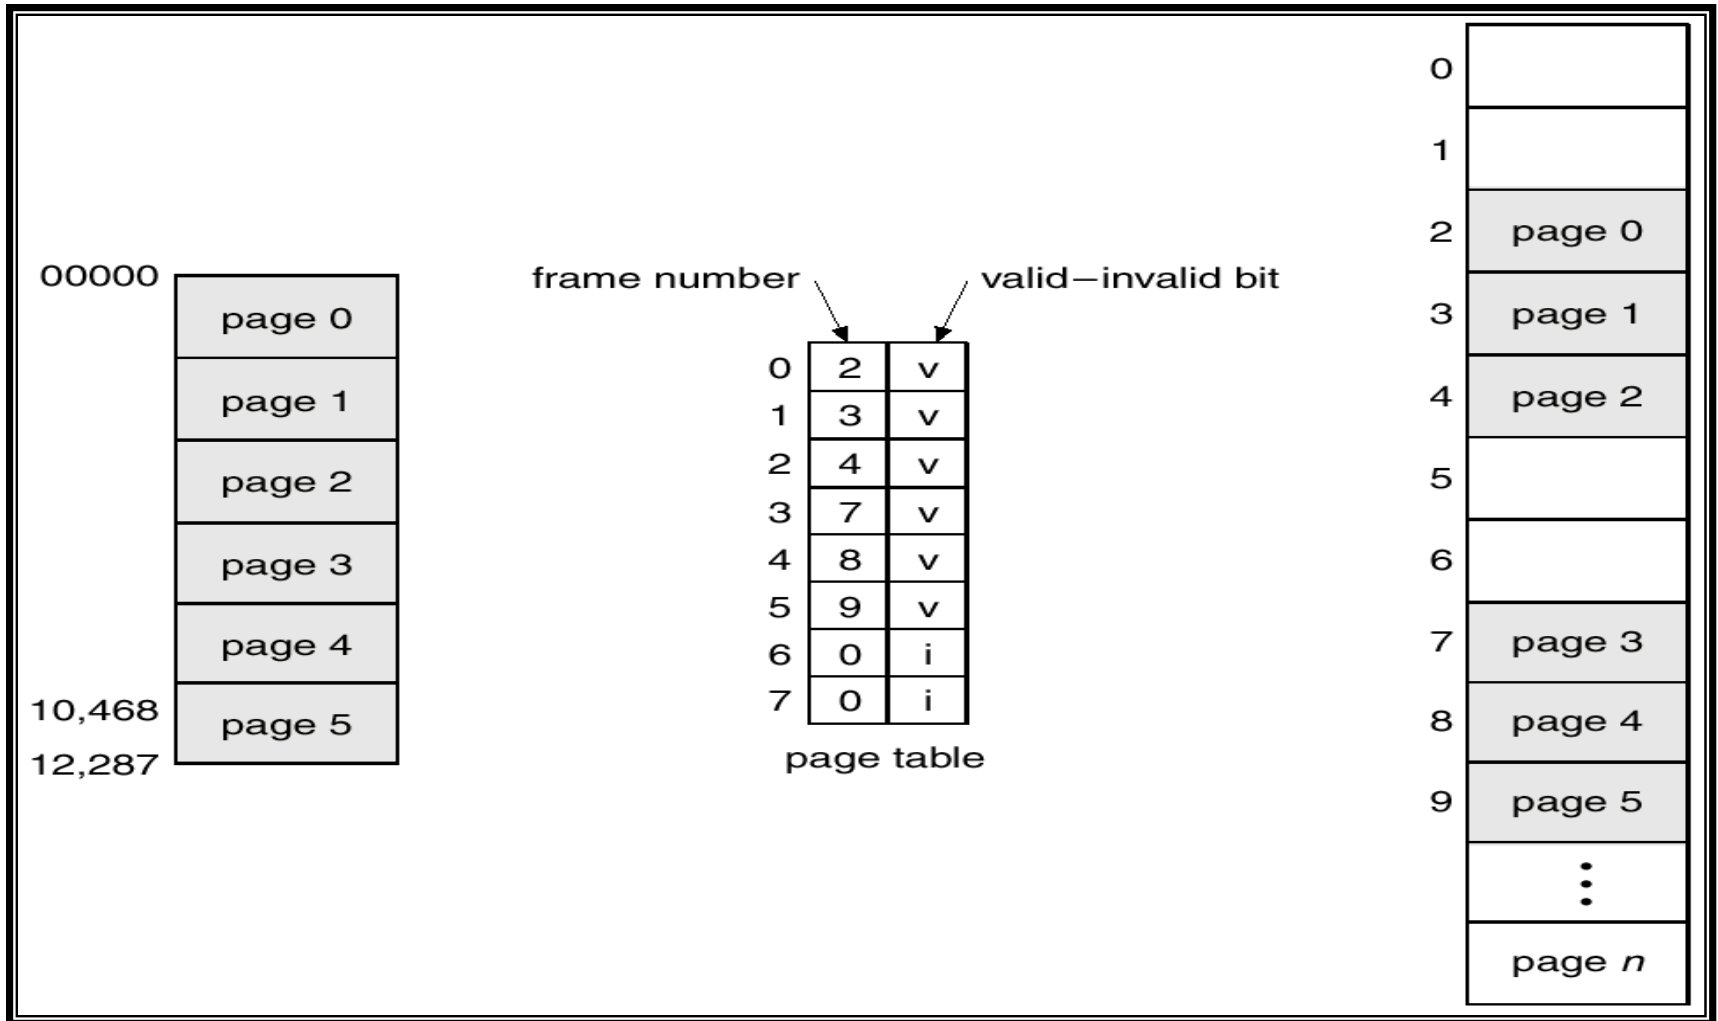 00000
page 0
page 1
page 2
page 3
page 4
10,468
page 5
12,287
frame number
valid–invalid bit
0 2 v
1 3 v
2 4 v
3 7 v
4 8 v
5 9 v
6 0 i
7 0 i
page table
0
1
2 page 0
3 page 1
4 page 2
5
6
7 page 3
8 page 4
9 page 5
page n